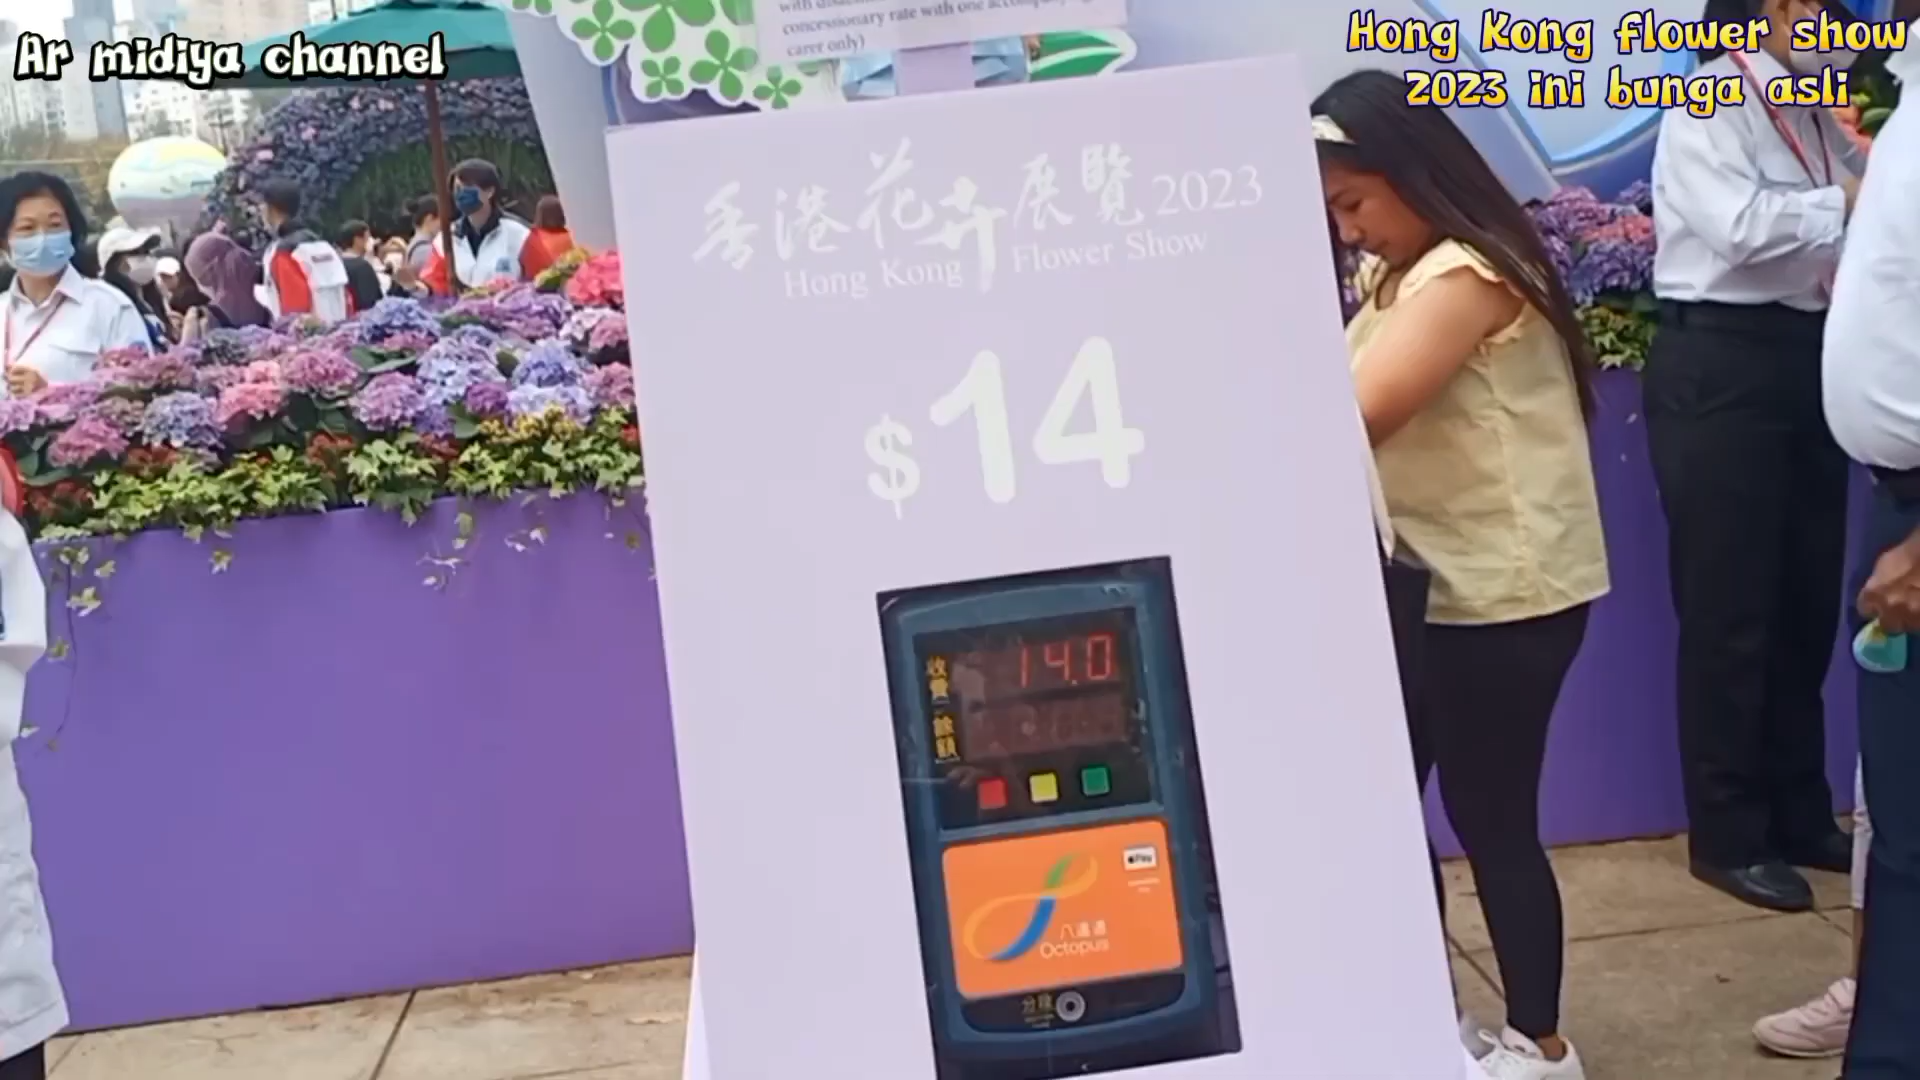 Ar midiya channel
Hong Kong flower show
2023 ini bunga asli
concessionary rate with one accompanying
carer only)
香港花卉展覽2023
Hong Kong Flower Show
$14
收費
14.0
餘額
Pay
八達通
Octopus